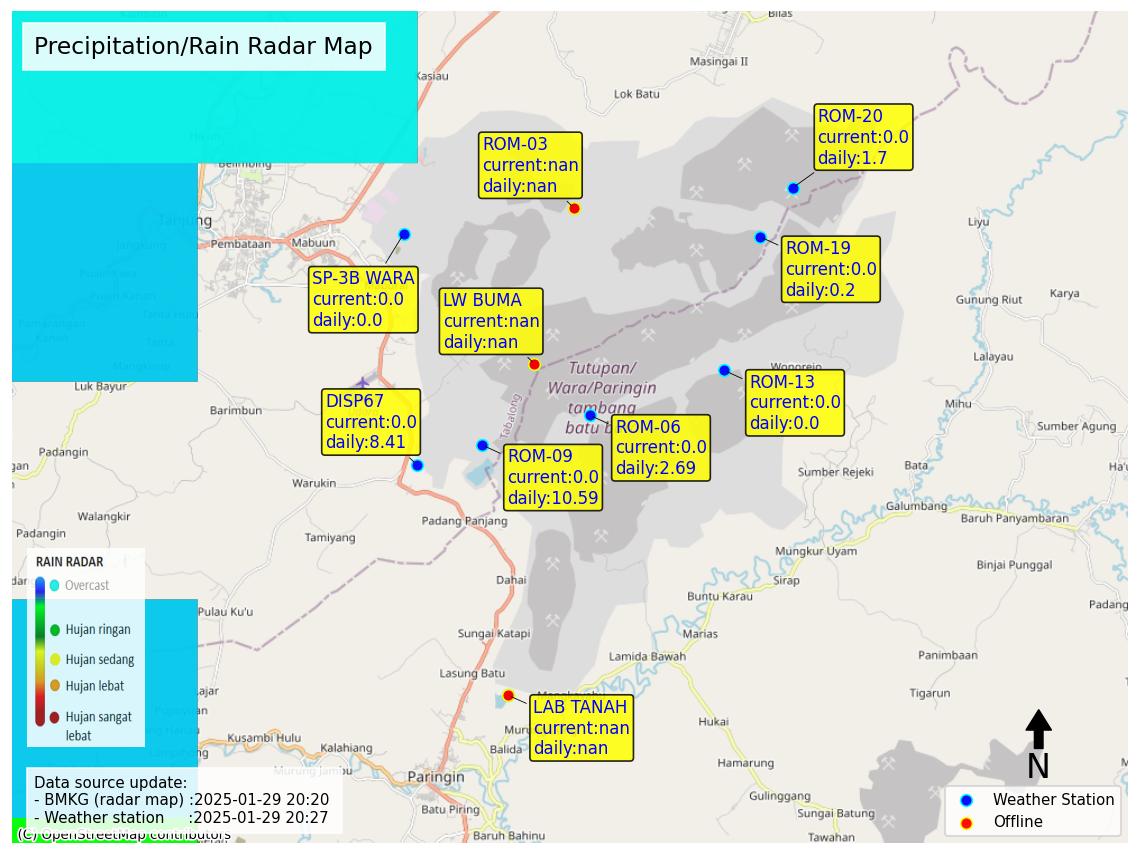 Precipitation/Rain Radar Map
Bilas
Masingai II
Kasiau
Lok Batu
Belimbing
Tanjung
Jangkung
Pembataan
Mabuun
Liyu
Gunung Riut
Karya
Lalayau
Wonorejo
Mihu
Sumber Agung
Luk Bayur
Barimbun
Padangin
Warukin
Walangkir
Padangin
Tamiyang
Padang Panjang
Tabalong
Tutupan/
Wara/Paringin
tambang
batu b
Sumber Rejeki
Bata
Galumbang
Baruh Panyambaran
Mungkur Uyam
Binjai Punggal
Sirap
Buntu Karau
Dahai
Pulau Ku'u
Sungai Katapi
Marias
Lamida Bawah
Panimbaan
Padang
Lasung Batu
Tigarun
Hukai
Kusambi Hulu
Kalahiang
Murung Jambu
Balida
Paringin
Hamarung
Batu Piring
Gulinggang
Sungai Batung
Baruh Bahinu
Tawahan
ROM-03
current:nan
daily:nan
ROM-20
current:0.0
daily:1.7
ROM-19
current:0.0
daily:0.2
SP-3B WARA
current:0.0
daily:0.0
LW BUMA
current:nan
daily:nan
ROM-13
current:0.0
daily:0.0
DISP67
current:0.0
daily:8.41
ROM-06
current:0.0
daily:2.69
ROM-09
current:0.0
daily:10.59
LAB TANAH
current:nan
daily:nan
RAIN RADAR
Overcast
Hujan ringan
Hujan sedang
Hujan lebat
Hujan sangat
lebat
Data source update:
- BMKG (radar map) :2025-01-29 20:20
- Weather station :2025-01-29 20:27
(C) OpenStreetMap contributors
N
Weather Station
Offline